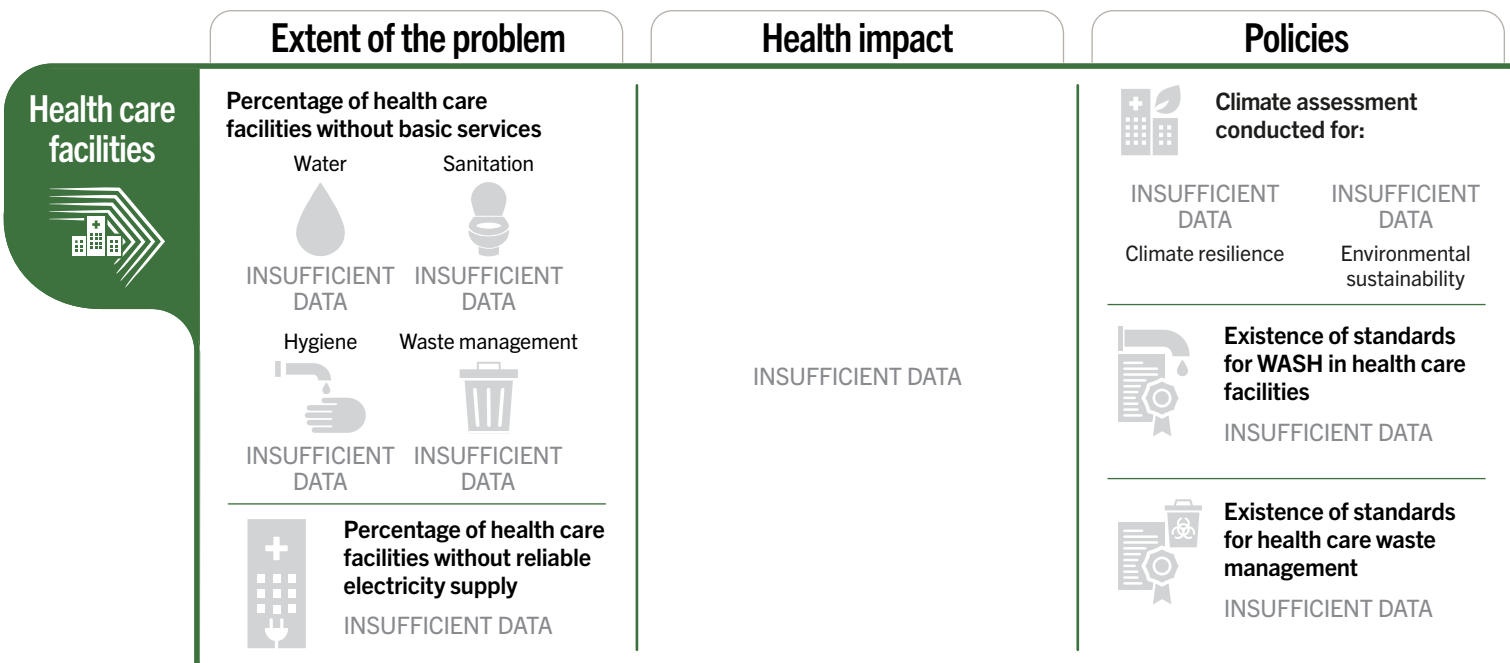 Extent of the problem
Health impact
Policies
Health care
facilities
Percentage of health care
facilities without basic services
Water
Sanitation
INSUFFICIENT
DATA
INSUFFICIENT
DATA
Hygiene
Waste management
INSUFFICIENT
DATA
INSUFFICIENT
DATA
Percentage of health care
facilities without reliable
electricity supply
INSUFFICIENT DATA
INSUFFICIENT DATA
Climate assessment
conducted for:
INSUFFICIENT
DATA
Climate resilience
INSUFFICIENT
DATA
Environmental
sustainability
Existence of standards
for WASH in health care
facilities
INSUFFICIENT DATA
Existence of standards
for health care waste
management
INSUFFICIENT DATA